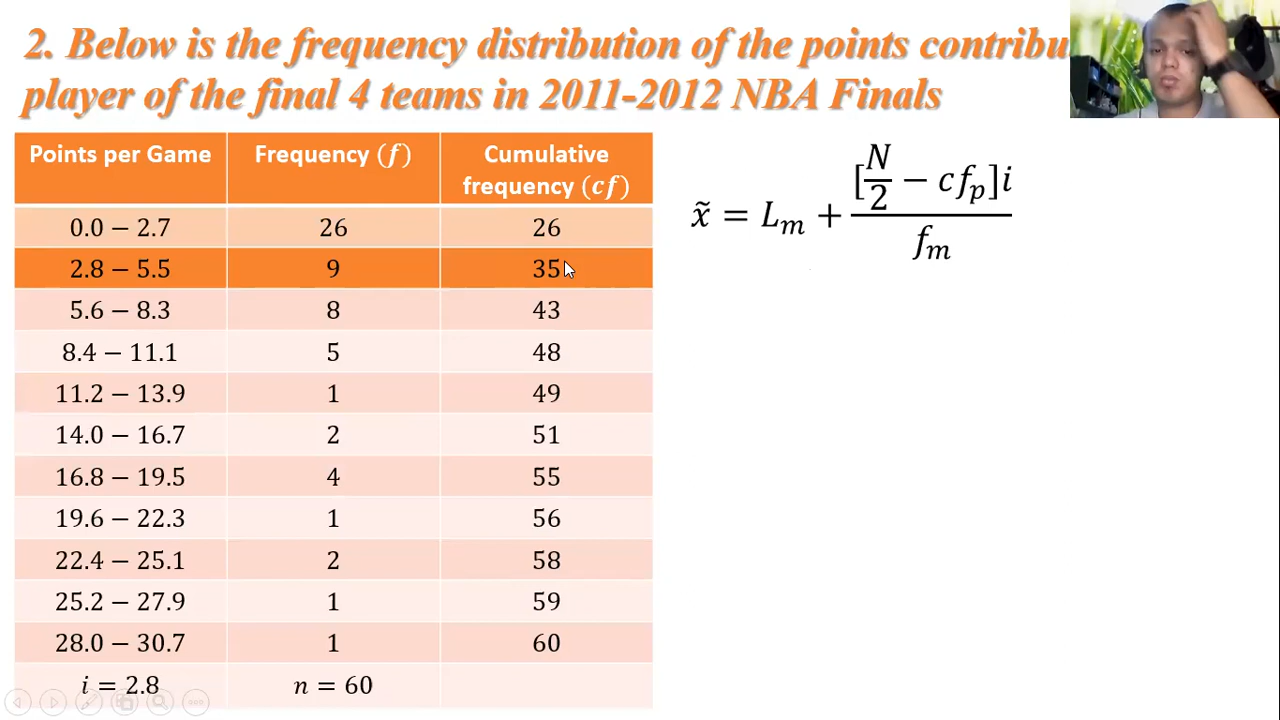 2. Below is the frequency distribution of the points contribu
player of the final 4 teams in 2011-2012 NBA Finals
Points per Game Frequency (f) Cumulative frequency (cf)
0.0 − 2.7 26 26
2.8 − 5.5 9 35
5.6 − 8.3 8 43
8.4 − 11.1 5 48
11.2 − 13.9 1 49
14.0 − 16.7 2 51
16.8 − 19.5 4 55
19.6 − 22.3 1 56
22.4 − 25.1 2 58
25.2 − 27.9 1 59
28.0 − 30.7 1 60
i = 2.8 n = 60
x̃ = L_m + [N/2 − cf_p]i / f_m